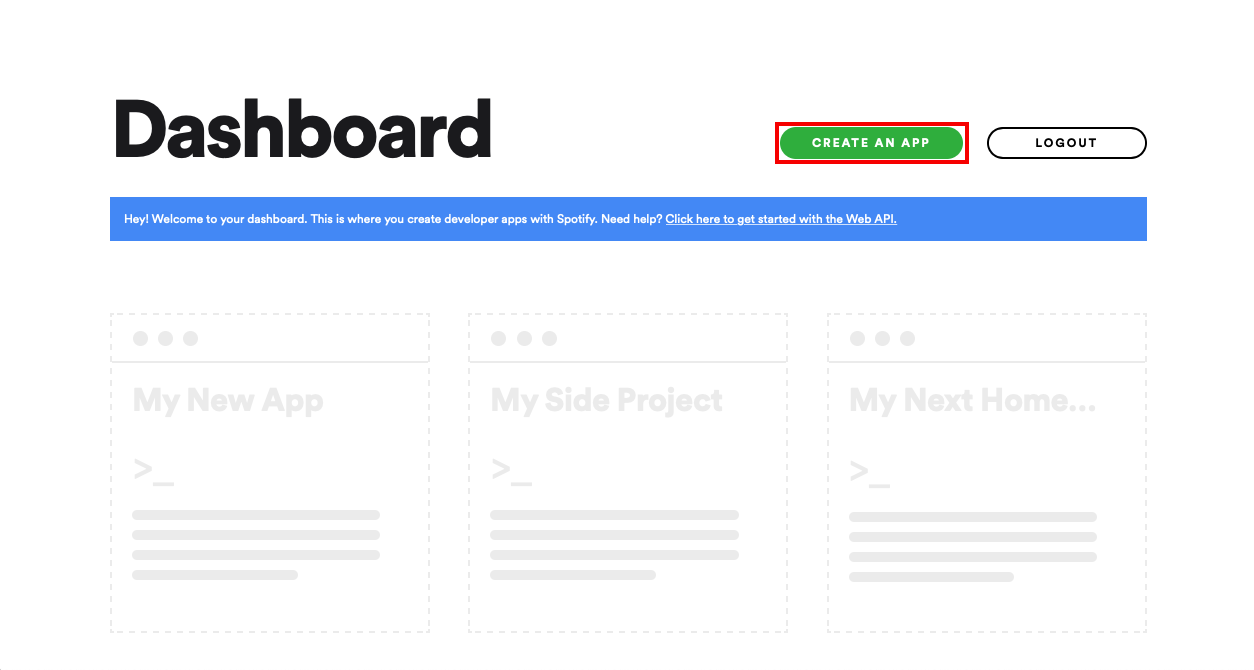 Dashboard
CREATE AN APP
LOGOUT
Hey! Welcome to your dashboard. This is where you create developer apps with Spotify. Need help? Click here to get started with the Web API.
My New App
My Side Project
My Next Home...
>_
>_
>_